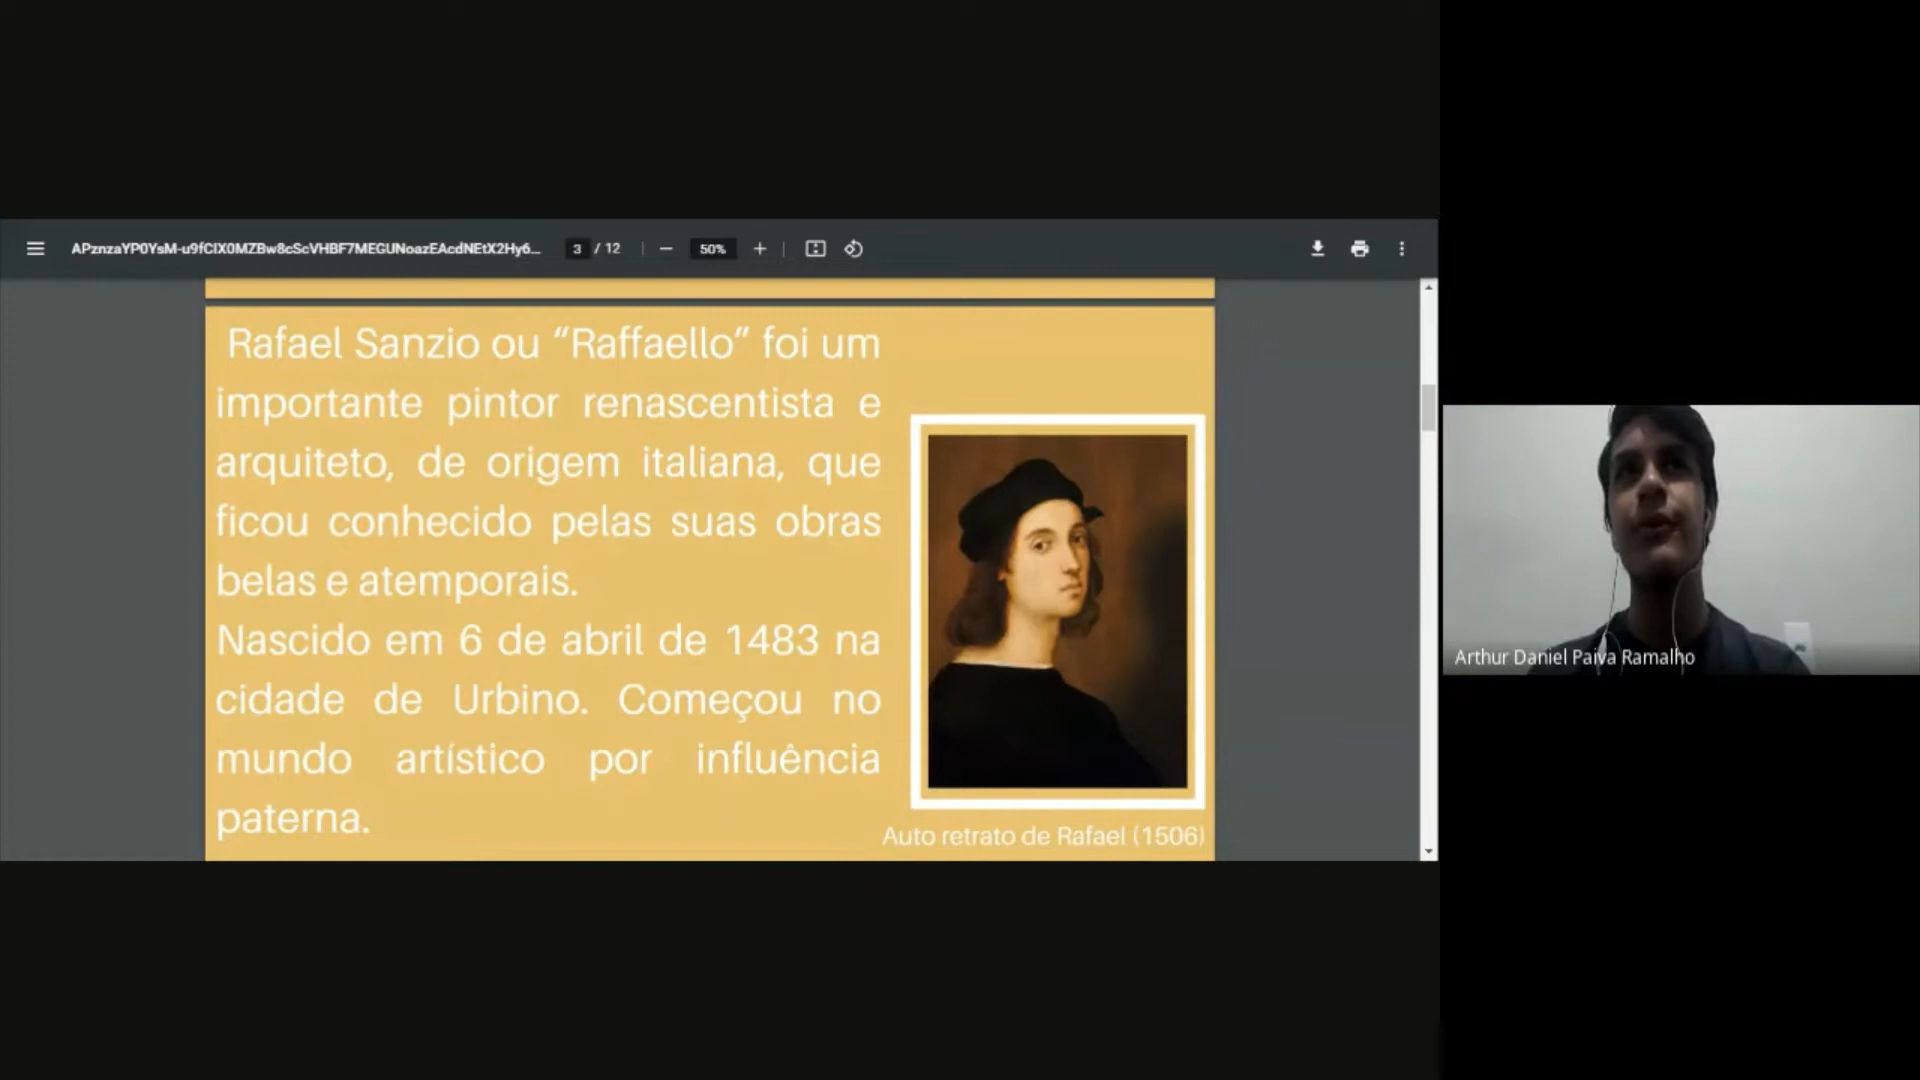 APznzaYP0YsM-u9fClX0MZBw8cScVHBF7MEGUNoazEAcdNEtX2Hy6...
3 / 12
50%
Rafael Sanzio ou “Raffaello” foi um
importante pintor renascentista e
arquiteto, de origem italiana, que
ficou conhecido pelas suas obras
belas e atemporais.
Nascido em 6 de abril de 1483 na
cidade de Urbino. Começou no
mundo artístico por influência
paterna.
Auto retrato de Rafael (1506)
Arthur Daniel Paiva Ramalho